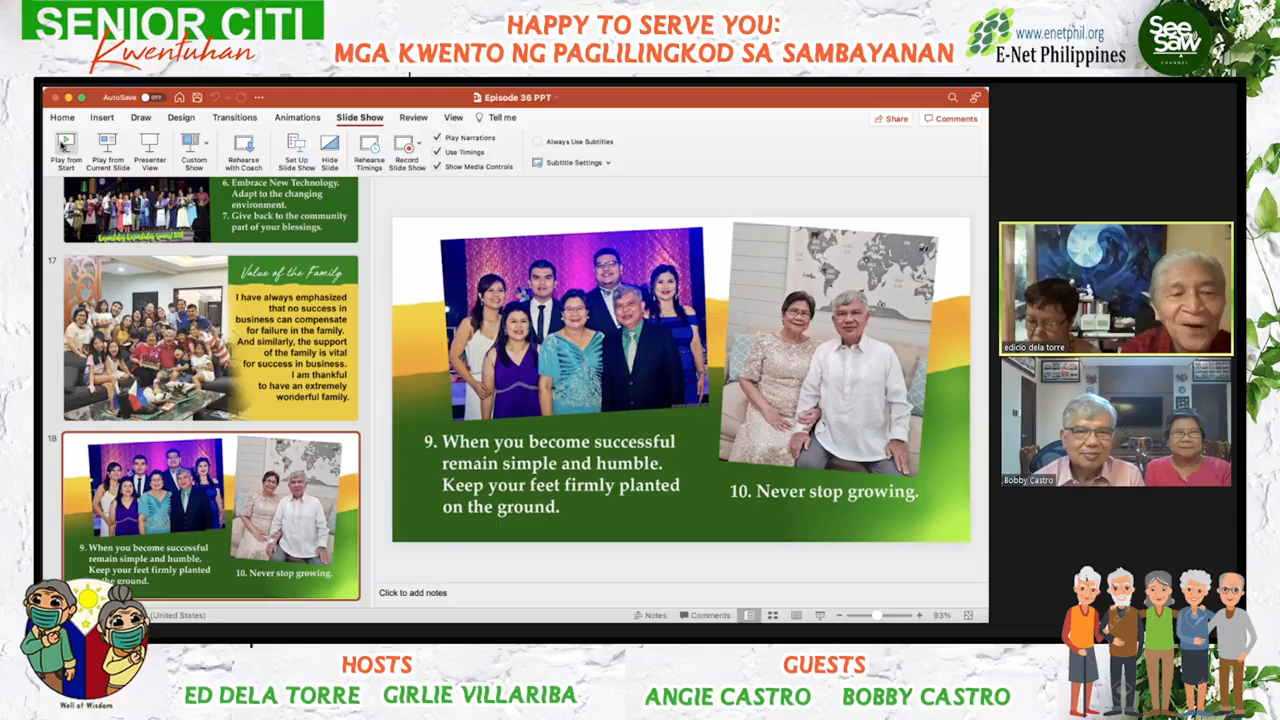 SENIOR CITI
Kwentuhan
HAPPY TO SERVE YOU:
MGA KWENTO NG PAGLILINGKOD SA SAMBAYANAN
www.enetphil.org
E-Net Philippines
See
Saw
CHANNEL
AutoSave OFF
Episode 36 PPT
Home Insert Draw Design Transitions Animations Slide Show Review View Tell me
Share Comments
Play from
Start
Play from
Current Slide
Presenter
View
Custom
Show
Rehearse
with Coach
Set Up
Slide Show
Hide
Slide
Rehearse
Timings
Record
Slide Show
Play Narrations
Use Timings
Show Media Controls
Always Use Subtitles
Subtitle Settings
6. Embrace New Technology.
Adapt to the changing
environment.
7. Give back to the community
part of your blessings.
17
Value of the Family
I have always emphasized
that no success in
business can compensate
for failure in the family.
And similarly, the support
of the family is vital
for success in business.
I am thankful
to have an extremely
wonderful family.
18
9. When you become successful
remain simple and humble.
Keep your feet firmly planted
the ground.
10. Never stop growing.
9. When you become successful
remain simple and humble.
Keep your feet firmly planted
on the ground.
10. Never stop growing.
edicio dela torre
Bobby Castro
Click to add notes
(United States)
Notes Comments 93%
Well of Wisdom
HOSTS
ED DELA TORRE GIRLIE VILLARIBA
GUESTS
ANGIE CASTRO BOBBY CASTRO